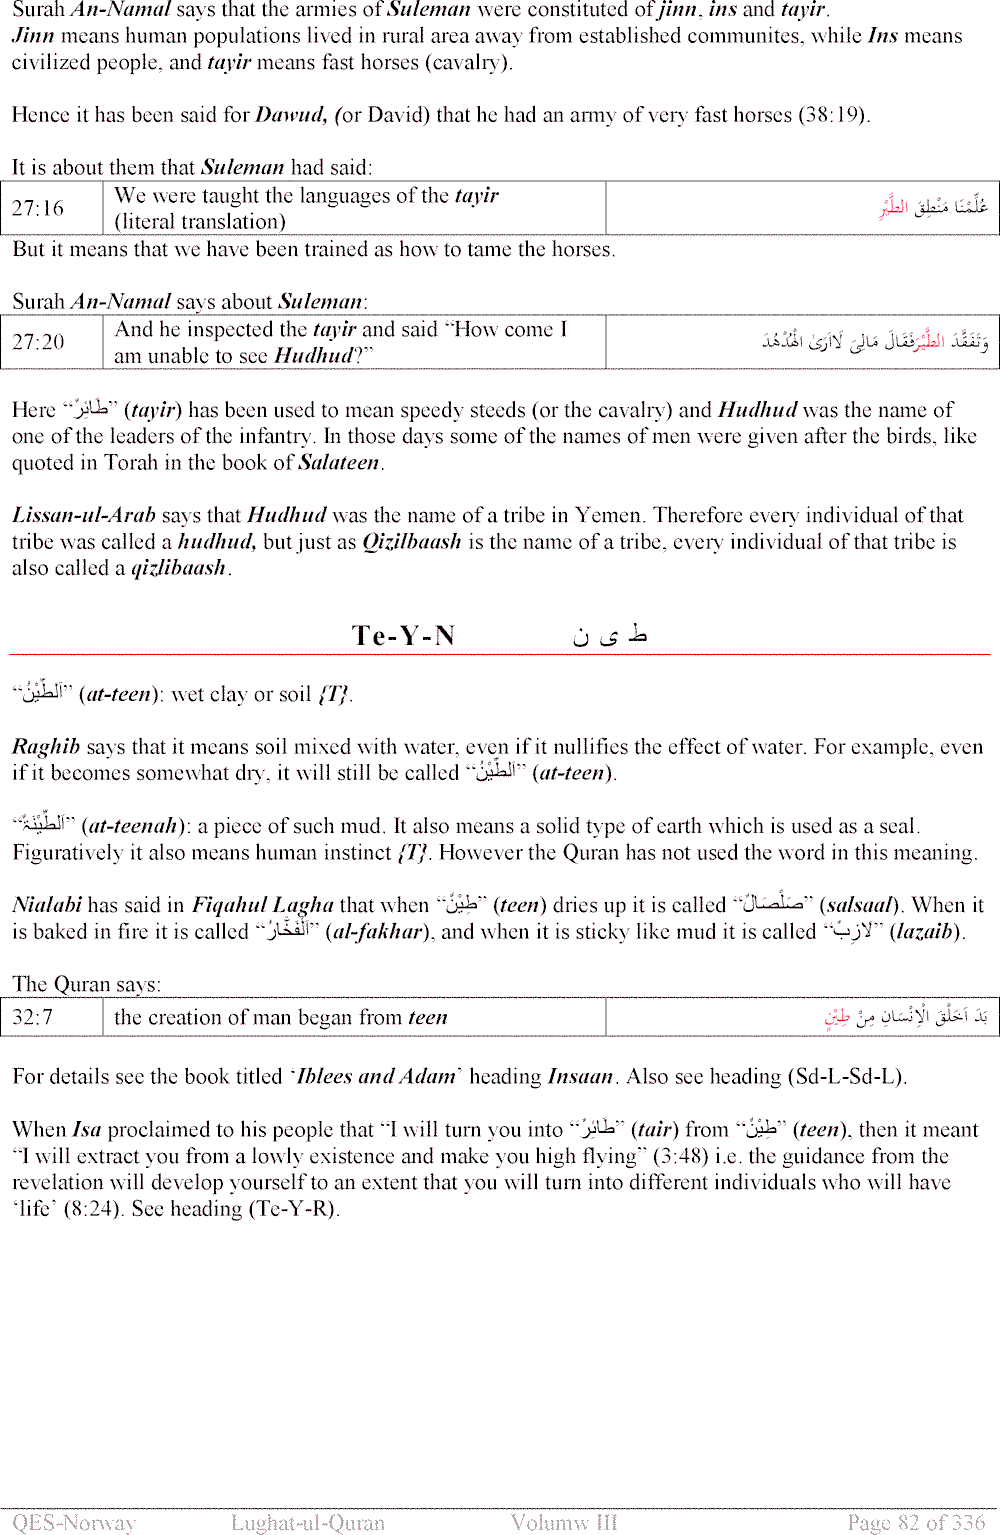 Surah An-Namal says that the armies of Suleman were constituted of jinn, ins and tayir.
Jinn means human populations lived in rural area away from established communites, while Ins means
civilized people, and tayir means fast horses (cavalry).
Hence it has been said for Dawud, (or David) that he had an army of very fast horses (38:19).
It is about them that Suleman had said:
27:16 We were taught the languages of the tayir
(literal translation) عُلِّمْنَا مَنْطِقَ الطَّيْرِ
But it means that we have been trained as how to tame the horses.
Surah An-Namal says about Suleman:
27:20 And he inspected the tayir and said “How come I
am unable to see Hudhud?” وَتَفَقَّدَ الطَّيْرَفَقَالَ مَالِیَ لَااَرَیٰ الْهُدْهُدَ
Here “طَائِرٌ” (tayir) has been used to mean speedy steeds (or the cavalry) and Hudhud was the name of
one of the leaders of the infantry. In those days some of the names of men were given after the birds, like
quoted in Torah in the book of Salateen.
Lissan-ul-Arab says that Hudhud was the name of a tribe in Yemen. Therefore every individual of that
tribe was called a hudhud, but just as Qizilbaash is the name of a tribe, every individual of that tribe is
also called a qizlibaash.
Te-Y-N ط ی ن
“اَلطِّيْنُ” (at-teen): wet clay or soil {T}.
Raghib says that it means soil mixed with water, even if it nullifies the effect of water. For example, even
if it becomes somewhat dry, it will still be called “اَلطِّيْنُ” (at-teen).
“اَلطِّيْنَۃُ” (at-teenah): a piece of such mud. It also means a solid type of earth which is used as a seal.
Figuratively it also means human instinct {T}. However the Quran has not used the word in this meaning.
Nialabi has said in Fiqahul Lagha that when “طِيْنٌ” (teen) dries up it is called “صَلْصَالٌ” (salsaal). When it
is baked in fire it is called “اَلْفَخَّارُ” (al-fakhar), and when it is sticky like mud it is called “لَازِبٌ” (lazaib).
The Quran says:
32:7 the creation of man began from teen بَدَ اَخَلْقَ الْاِنْسَانِ مِنْ طِيْنٍ
For details see the book titled ‘Iblees and Adam’ heading Insaan. Also see heading (Sd-L-Sd-L).
When Isa proclaimed to his people that “I will turn you into “طَائِرٌ” (tair) from “طِيْنٌ” (teen), then it meant
“I will extract you from a lowly existence and make you high flying” (3:48) i.e. the guidance from the
revelation will develop yourself to an extent that you will turn into different individuals who will have
‘life’ (8:24). See heading (Te-Y-R).
QES-Norway Lughat-ul-Quran Volumw III Page 82 of 336